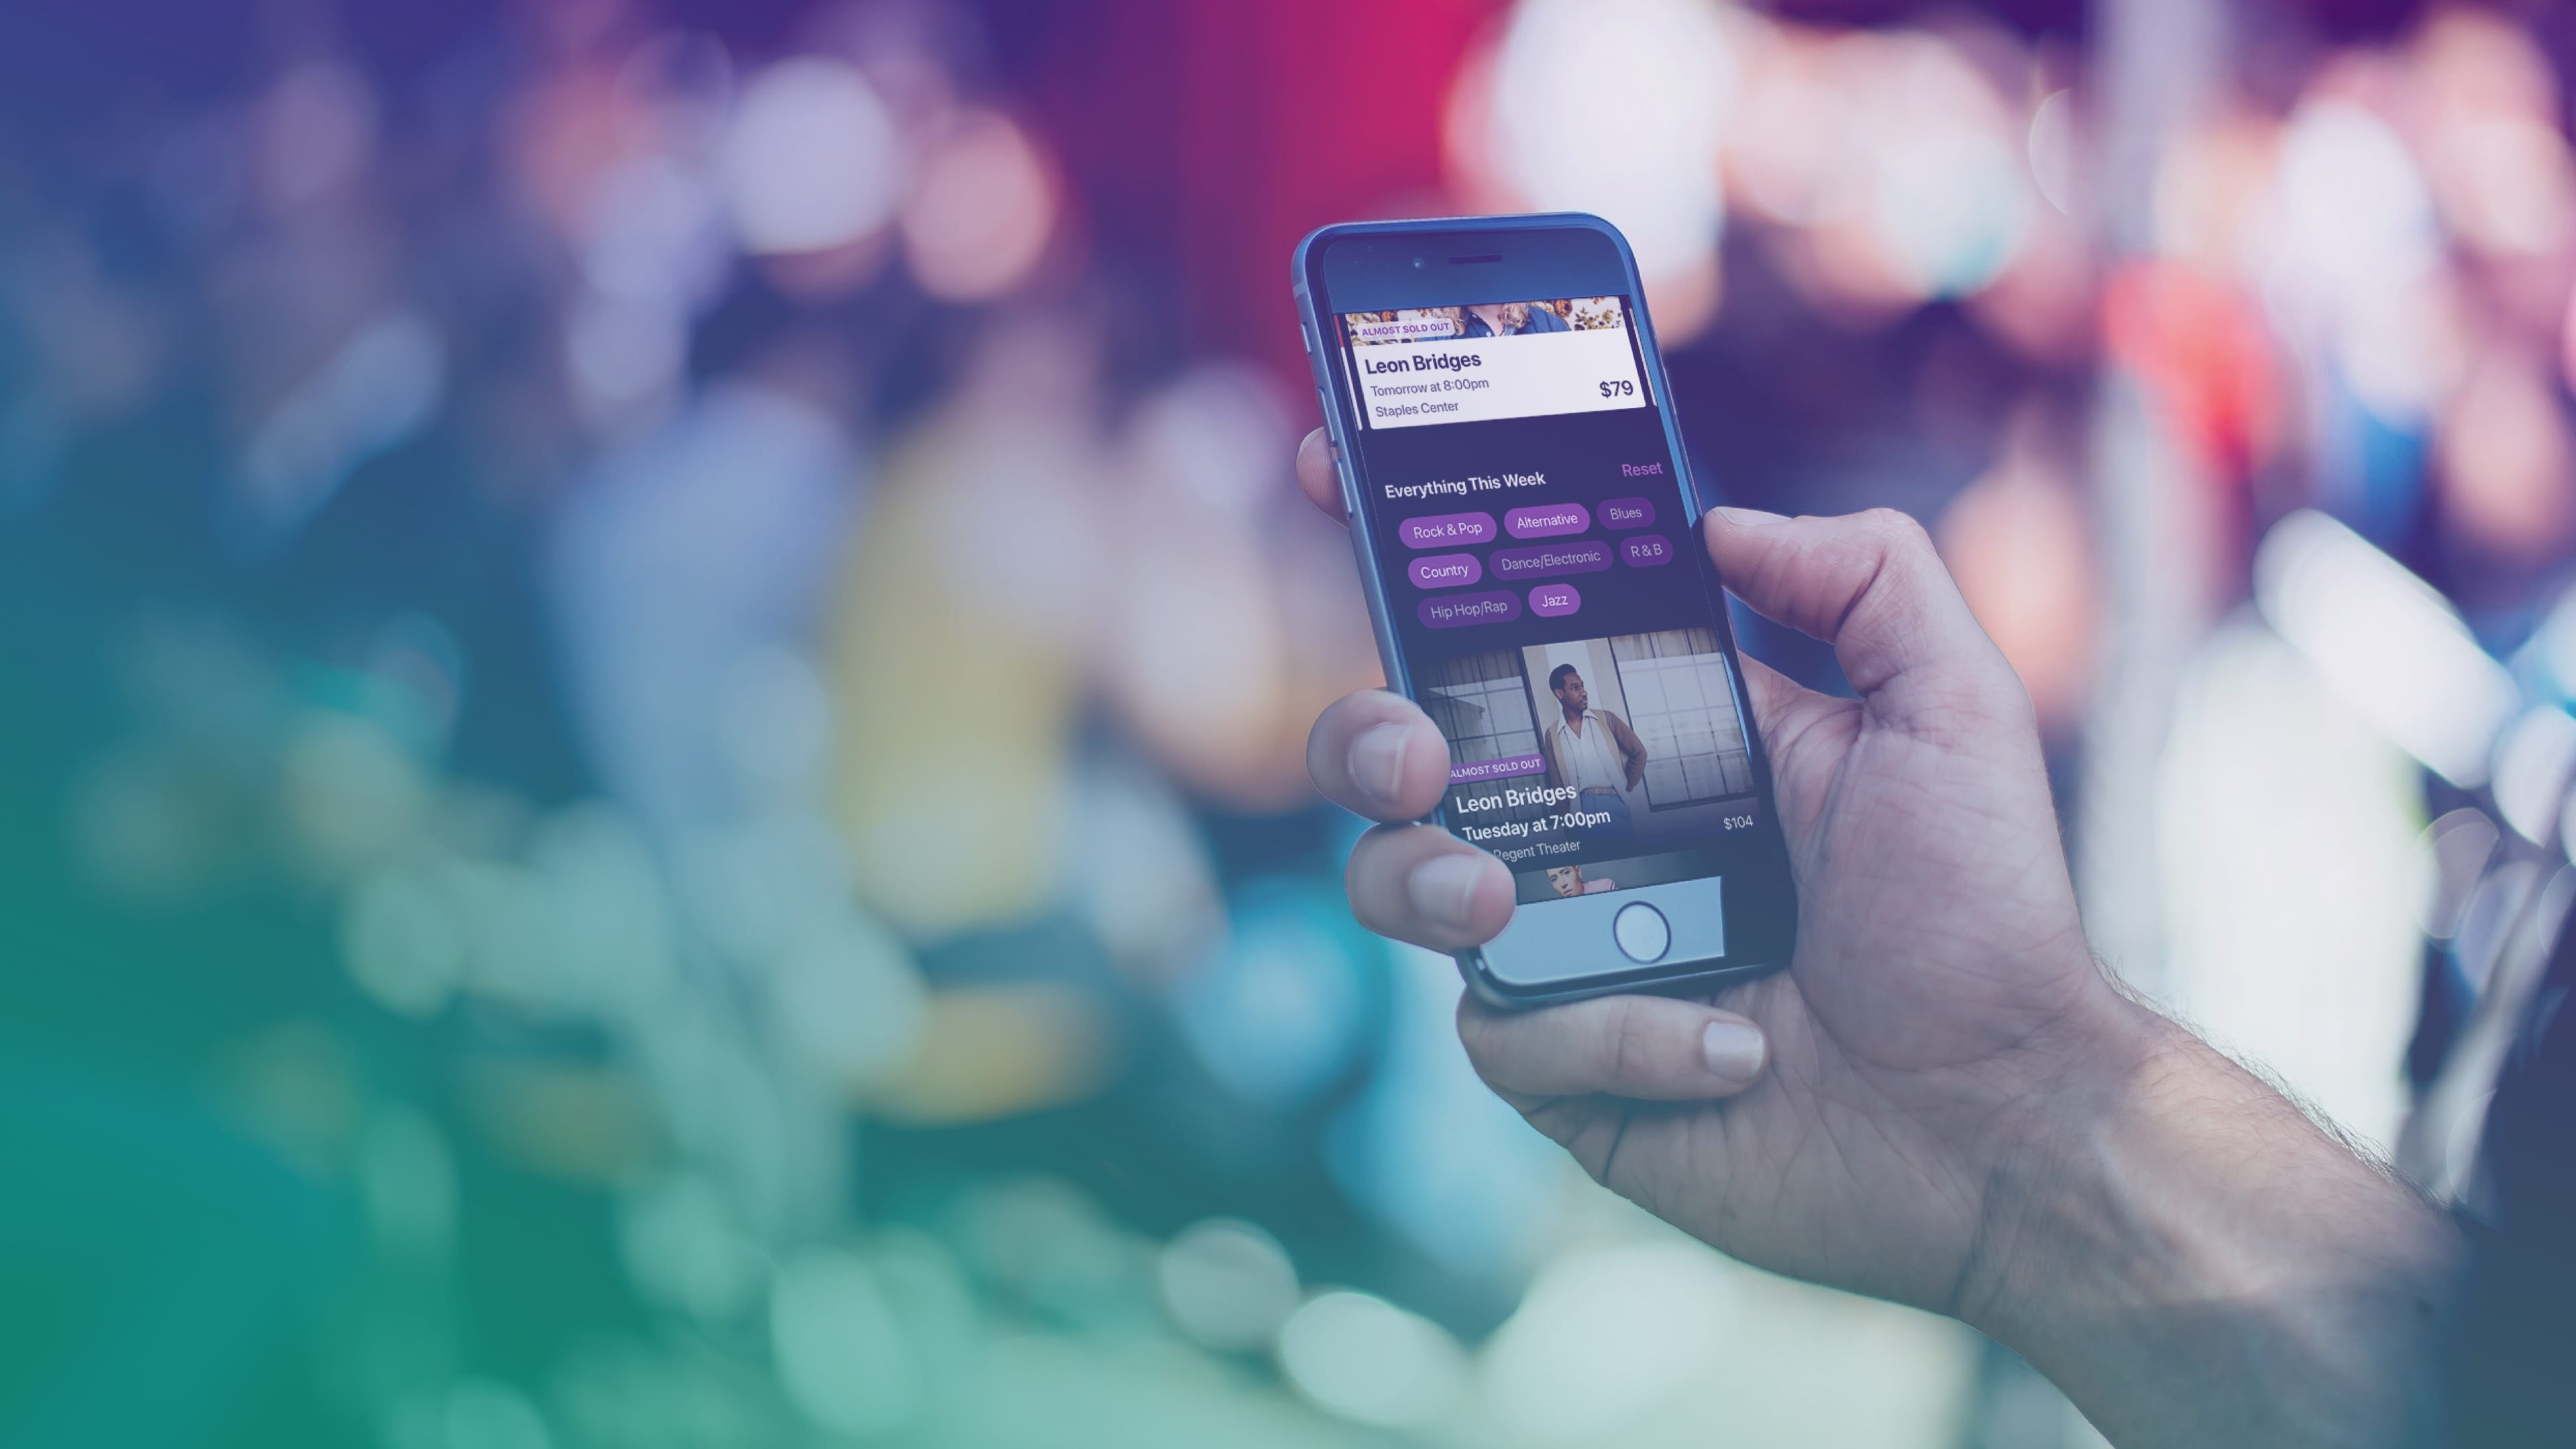 ALMOST SOLD OUT
Leon Bridges
Tomorrow at 8:00pm
$79
Staples Center
Everything This Week
Reset
Rock & Pop
Alternative
Blues
Country
Dance/Electronic
R & B
Hip Hop/Rap
Jazz
ALMOST SOLD OUT
Leon Bridges
Tuesday at 7:00pm
$104
Regent Theater